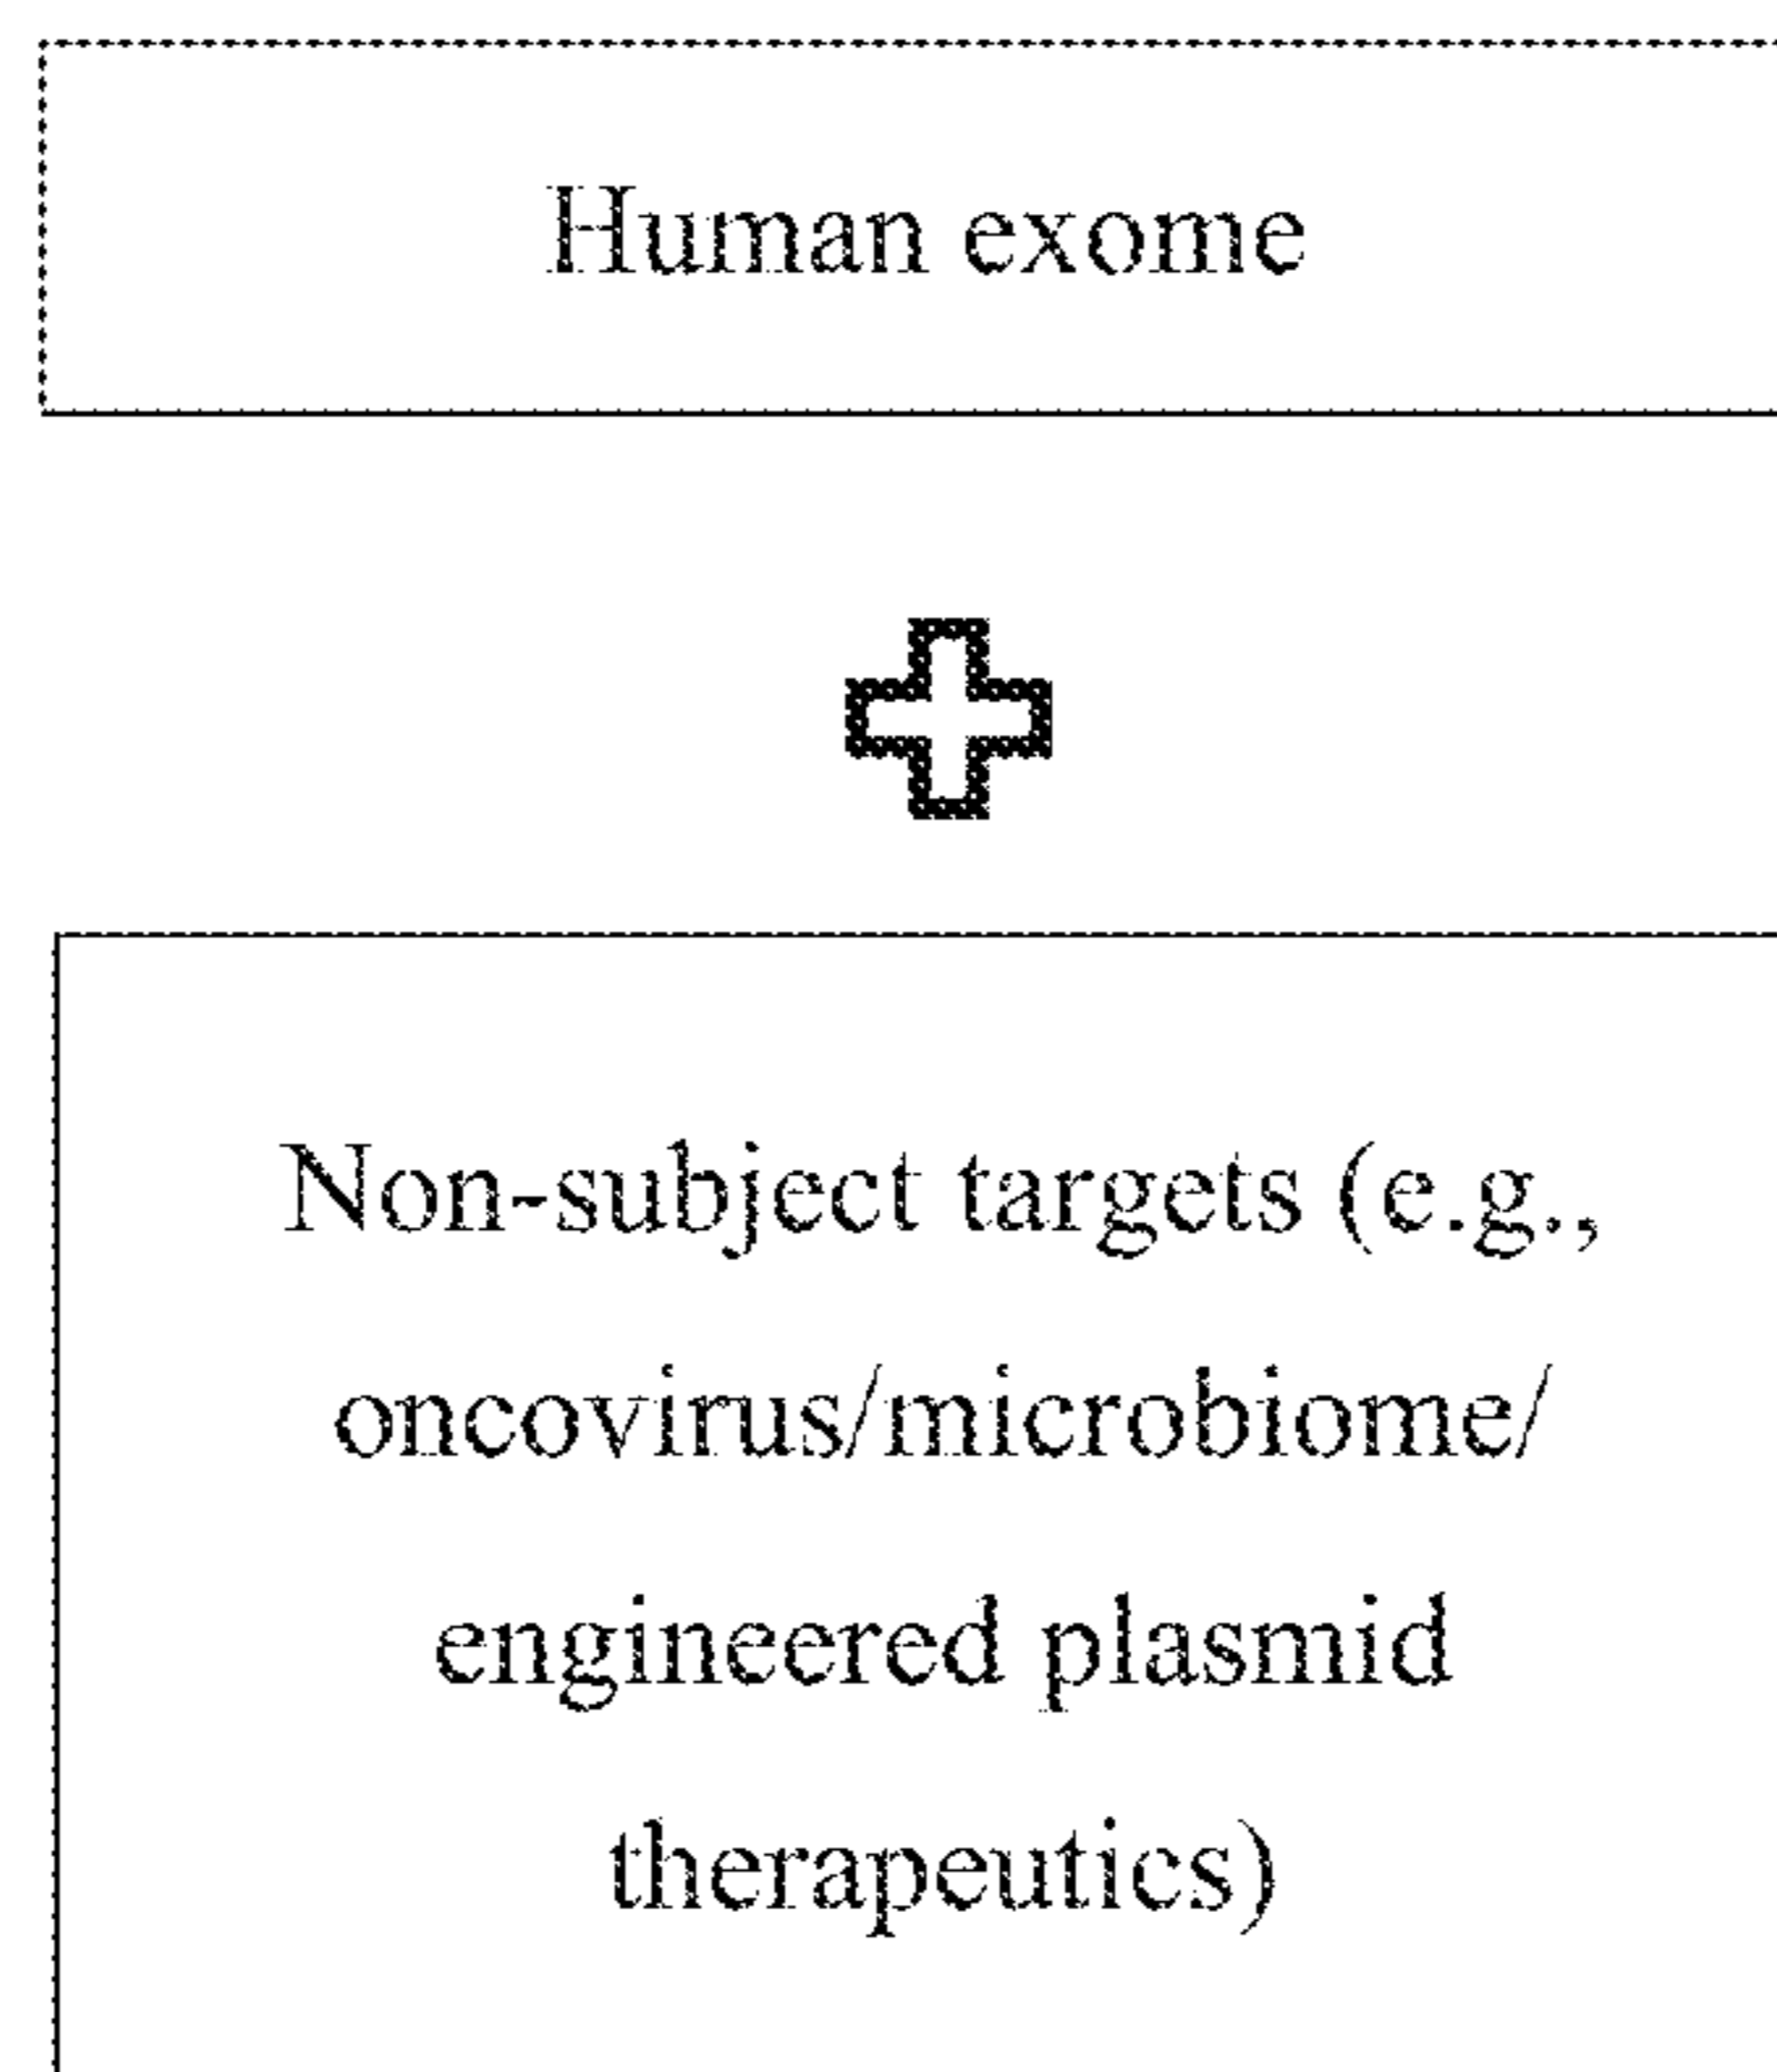 Human exome
Non-subject targets (e.g.,
oncovirus/microbiome/
engineered plasmid
therapeutics)